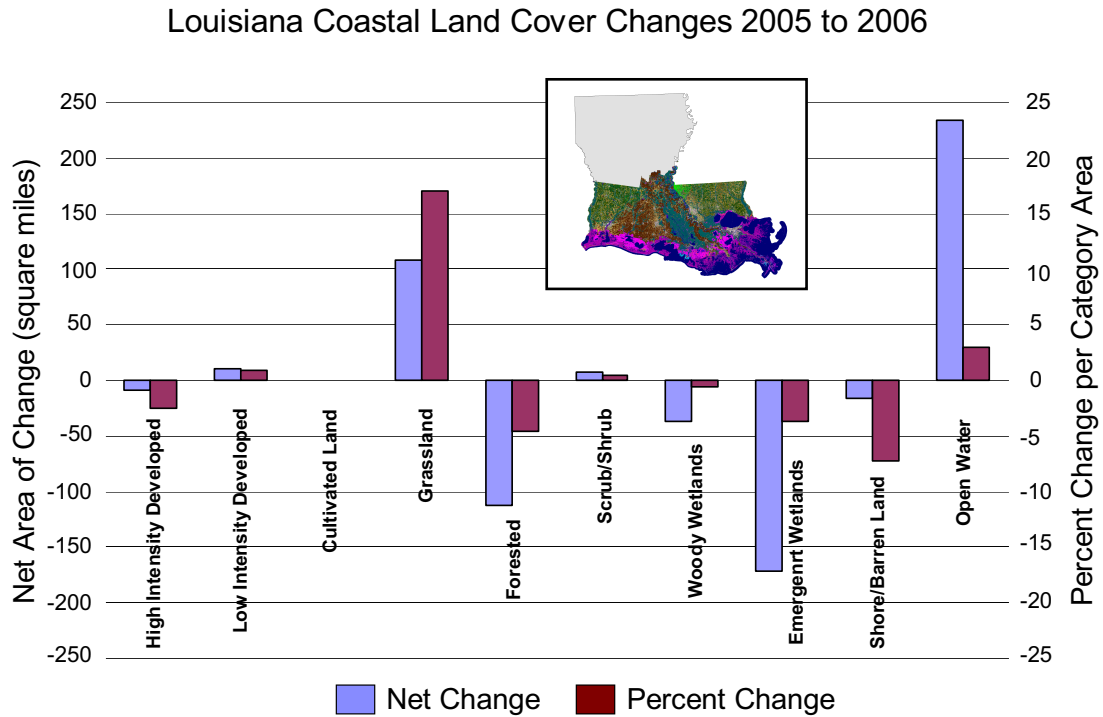 Louisiana Coastal Land Cover Changes 2005 to 2006
Net Area of Change (square miles)
250
200
150
100
50
0
-50
-100
-150
-200
-250
25
20
15
10
5
0
-5
-10
-15
-20
-25
Percent Change per Category Area
High Intensity Developed
Low Intensity Developed
Cultivated Land
Grassland
Forested
Scrub/Shrub
Woody Wetlands
Emergenrt Wetlands
Shore/Barren Land
Open Water
Net Change
Percent Change